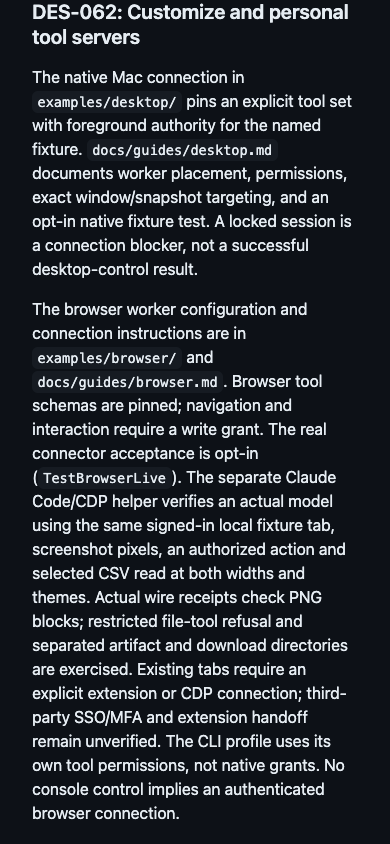 DES-062: Customize and personal
tool servers
The native Mac connection in
examples/desktop/ pins an explicit tool set
with foreground authority for the named
fixture. docs/guides/desktop.md
documents worker placement, permissions,
exact window/snapshot targeting, and an
opt-in native fixture test. A locked session is
a connection blocker, not a successful
desktop-control result.
The browser worker configuration and
connection instructions are in
examples/browser/ and
docs/guides/browser.md. Browser tool
schemas are pinned; navigation and
interaction require a write grant. The real
connector acceptance is opt-in
(TestBrowserLive). The separate Claude
Code/CDP helper verifies an actual model
using the same signed-in local fixture tab,
screenshot pixels, an authorized action and
selected CSV read at both widths and
themes. Actual wire receipts check PNG
blocks; restricted file-tool refusal and
separated artifact and download directories
are exercised. Existing tabs require an
explicit extension or CDP connection; third-
party SSO/MFA and extension handoff
remain unverified. The CLI profile uses its
own tool permissions, not native grants. No
console control implies an authenticated
browser connection.